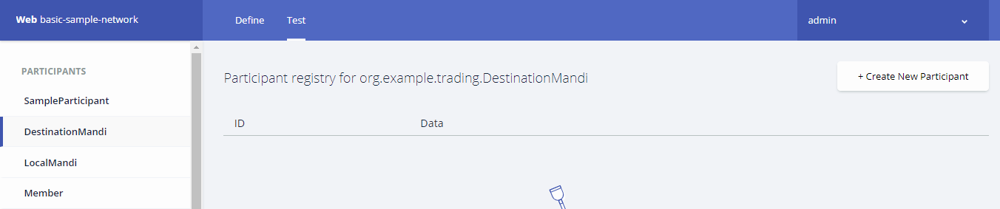 Web basic-sample-network
Define
Test
admin
PARTICIPANTS
SampleParticipant
DestinationMandi
LocalMandi
Member
Participant registry for org.example.trading.DestinationMandi
+ Create New Participant
ID
Data